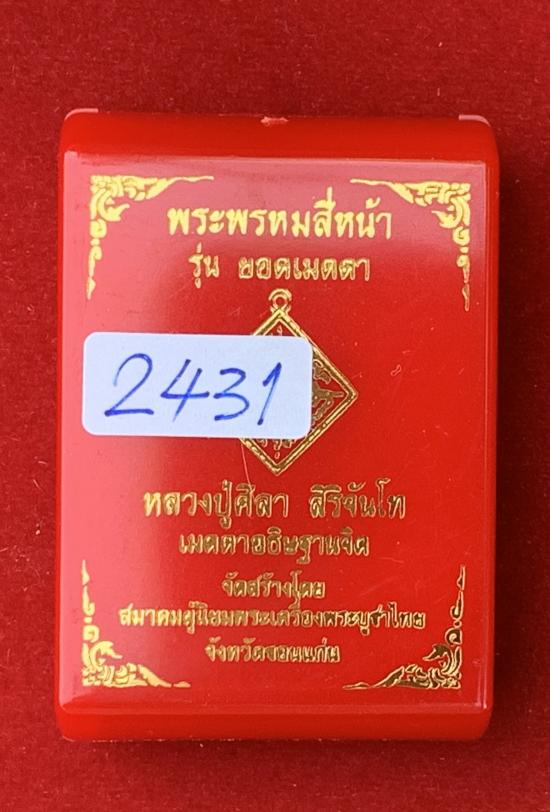 พระพรหมสี่หน้า
รุ่น ยอดเมตตา
2431
หลวงปู่ศิลา สิริจันโท
เมตตาอธิษฐานจิต
จัดสร้างโดย
สมาคมผู้นิยมพระเครื่องพระบูชาไทย
จังหวัดขอนแก่น